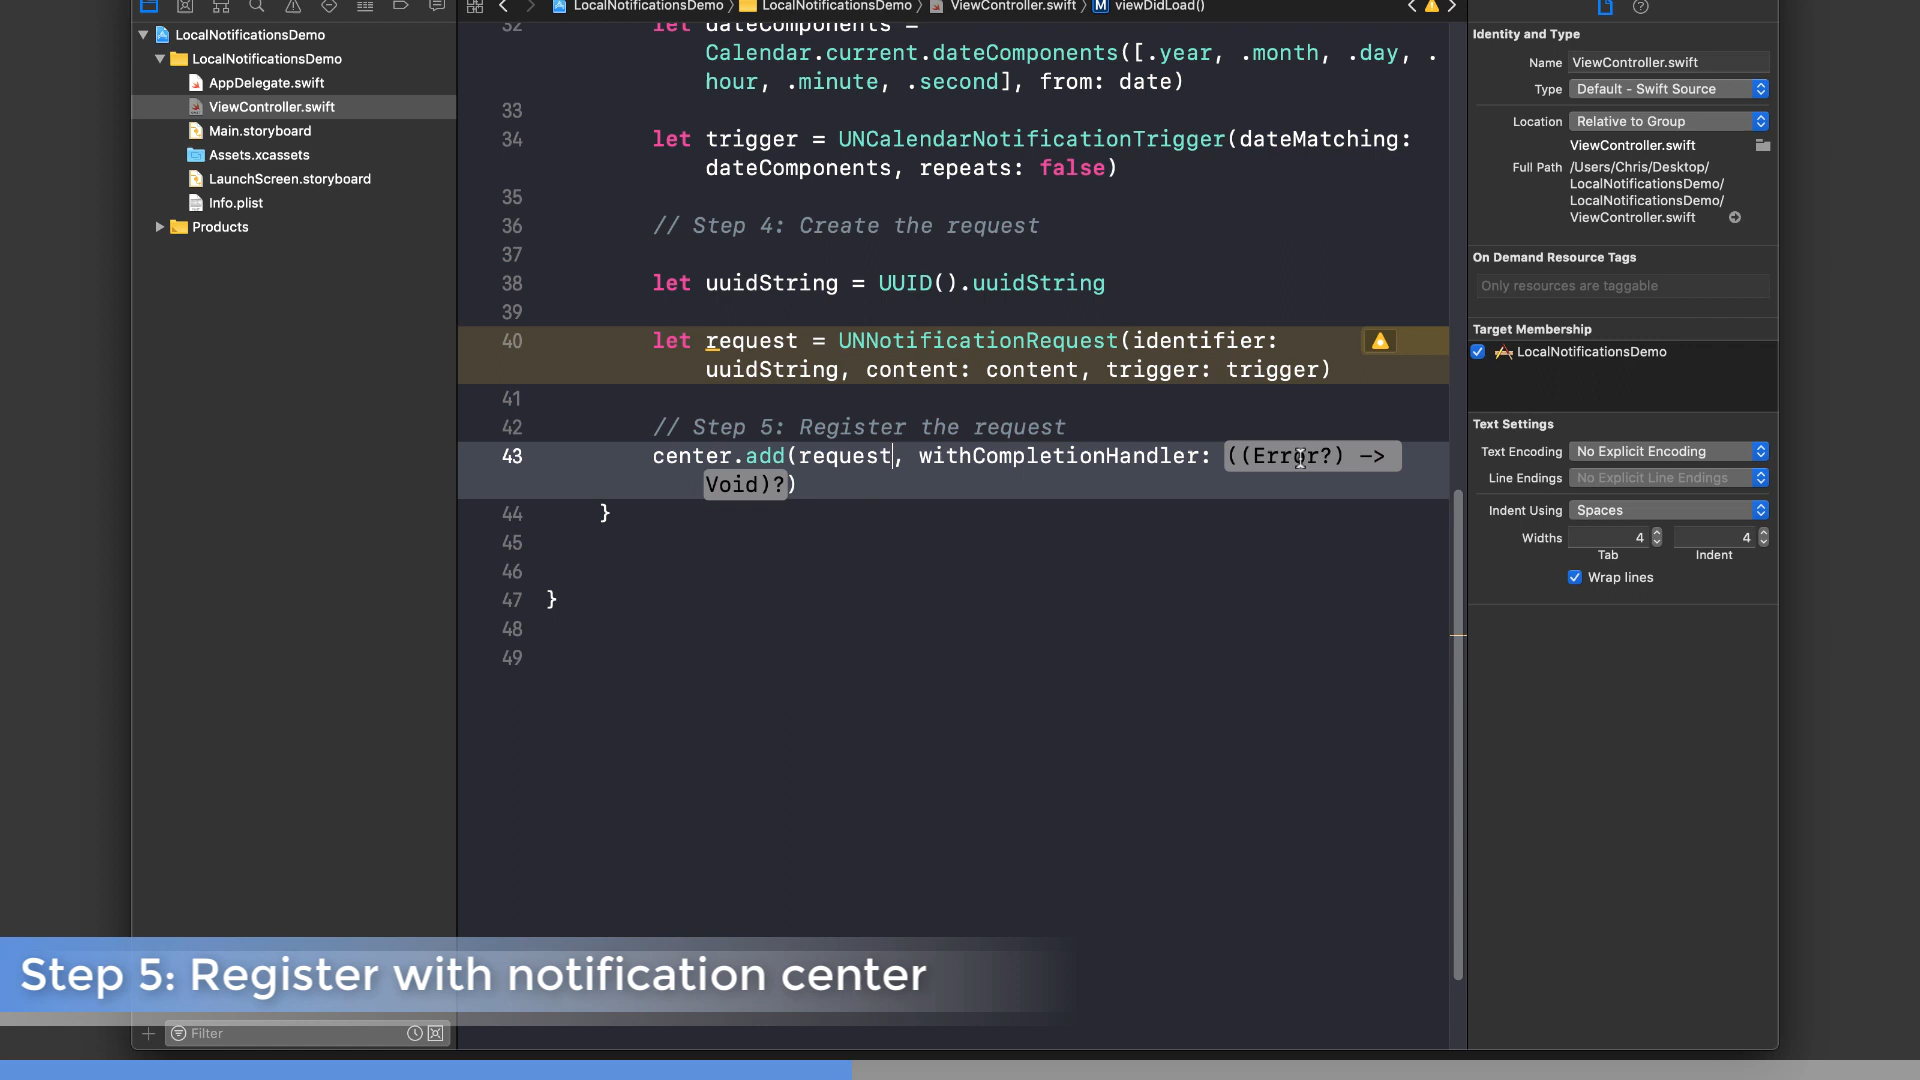 LocalNotificationsDemo
LocalNotificationsDemo
AppDelegate.swift
ViewController.swift
Main.storyboard
Assets.xcassets
LaunchScreen.storyboard
Info.plist
Products
Filter
LocalNotificationsDemo
LocalNotificationsDemo
ViewController.swift
M viewDidLoad()
32 let dateComponents =
Calendar.current.dateComponents([.year, .month, .day, .
hour, .minute, .second], from: date)
33
34 let trigger = UNCalendarNotificationTrigger(dateMatching:
dateComponents, repeats: false)
35
36 // Step 4: Create the request
37
38 let uuidString = UUID().uuidString
39
40 let request = UNNotificationRequest(identifier:
uuidString, content: content, trigger: trigger)
41
42 // Step 5: Register the request
43 center.add(request, withCompletionHandler: ((Error?) ->
Void)?)
44 }
45
46
47 }
48
49
Identity and Type
Name ViewController.swift
Type Default - Swift Source
Location Relative to Group
ViewController.swift
Full Path /Users/Chris/Desktop/
LocalNotificationsDemo/
LocalNotificationsDemo/
ViewController.swift
On Demand Resource Tags
Only resources are taggable
Target Membership
LocalNotificationsDemo
Text Settings
Text Encoding No Explicit Encoding
Line Endings No Explicit Line Endings
Indent Using Spaces
Widths 4 4
Tab Indent
Wrap lines
Step 5: Register with notification center